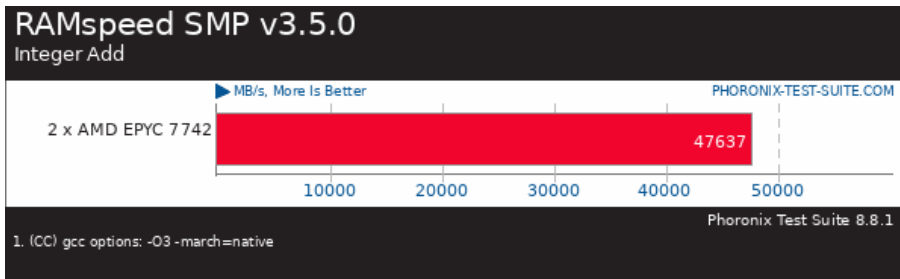 RAMspeed SMP v3.5.0
Integer Add
MB/s, More Is Better PHORONIX-TEST-SUITE.COM
2 x AMD EPYC 7742 47637
10000 20000 30000 40000 50000
Phoronix Test Suite 8.8.1
1. (CC) gcc options: -O3 -march=native